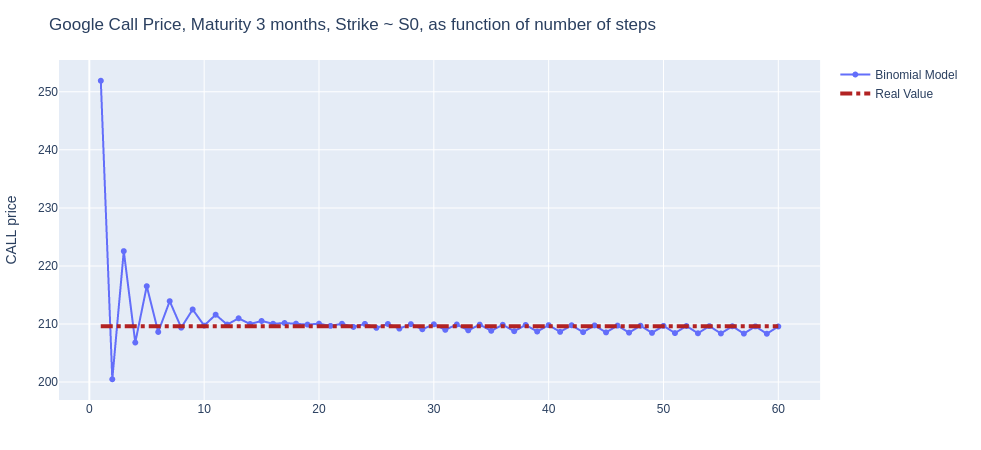 Google Call Price, Maturity 3 months, Strike ~ S0, as function of number of steps
Binomial Model
Real Value
CALL price
250
240
230
220
210
200
0 10 20 30 40 50 60